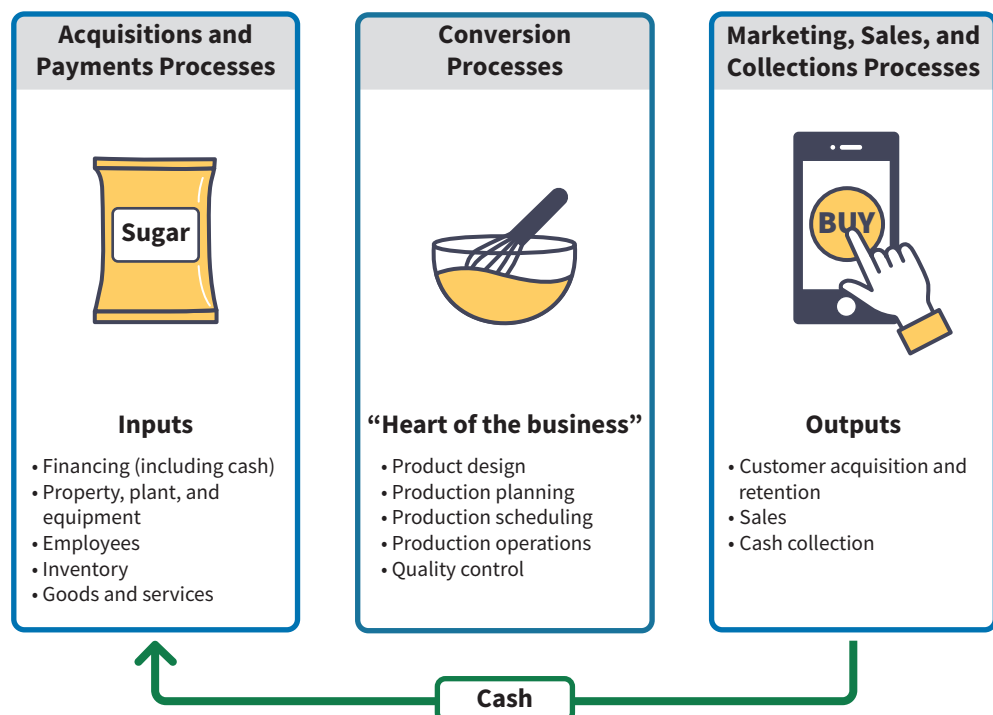 Acquisitions and
Payments Processes
Sugar
Inputs
• Financing (including cash)
• Property, plant, and
equipment
• Employees
• Inventory
• Goods and services
Conversion
Processes
“Heart of the business”
• Product design
• Production planning
• Production scheduling
• Production operations
• Quality control
Marketing, Sales, and
Collections Processes
BUY
Outputs
• Customer acquisition and
retention
• Sales
• Cash collection
Cash